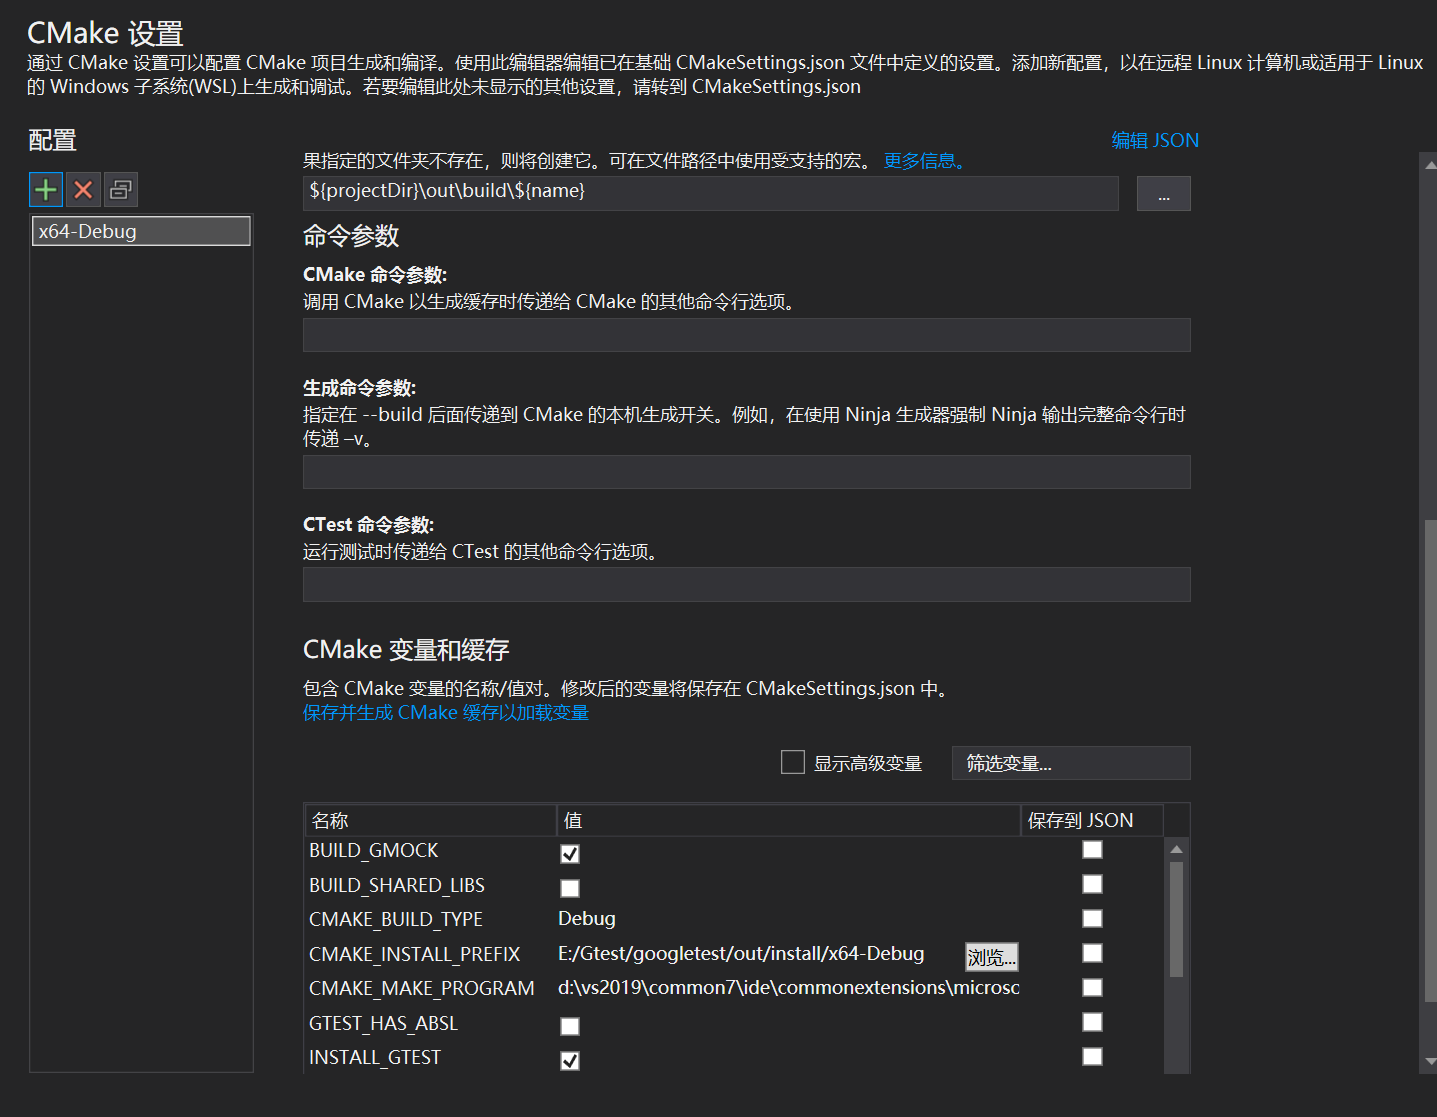 CMake 设置
通过 CMake 设置可以配置 CMake 项目生成和编译。使用此编辑器编辑已在基础 CMakeSettings.json 文件中定义的设置。添加新配置，以在远程 Linux 计算机或适用于 Linux
的 Windows 子系统(WSL)上生成和调试。若要编辑此处未显示的其他设置，请转到 CMakeSettings.json
配置
编辑 JSON
x64-Debug
果指定的文件夹不存在，则将创建它。可在文件路径中使用受支持的宏。 更多信息。
${projectDir}\out\build\${name}
...
命令参数
CMake 命令参数:
调用 CMake 以生成缓存时传递给 CMake 的其他命令行选项。
生成命令参数:
指定在 --build 后面传递到 CMake 的本机生成开关。例如，在使用 Ninja 生成器强制 Ninja 输出完整命令行时
传递 –v。
CTest 命令参数:
运行测试时传递给 CTest 的其他命令行选项。
CMake 变量和缓存
包含 CMake 变量的名称/值对。修改后的变量将保存在 CMakeSettings.json 中。
保存并生成 CMake 缓存以加载变量
显示高级变量 筛选变量...
名称 值 保存到 JSON
BUILD_GMOCK
BUILD_SHARED_LIBS
CMAKE_BUILD_TYPE Debug
CMAKE_INSTALL_PREFIX E:/Gtest/googletest/out/install/x64-Debug 浏览...
CMAKE_MAKE_PROGRAM d:\vs2019\common7\ide\commonextensions\microso
GTEST_HAS_ABSL
INSTALL_GTEST